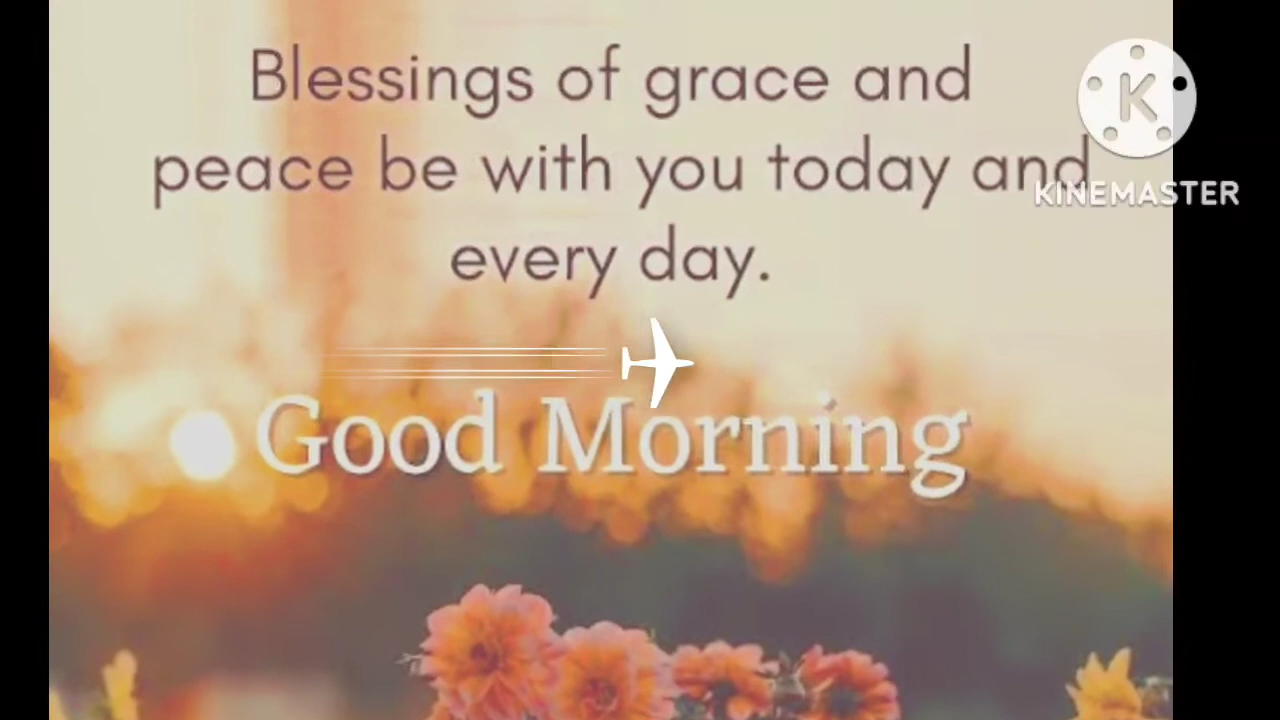 Blessings of grace and
peace be with you today and
every day.
K
KINEMASTER
Good Morning